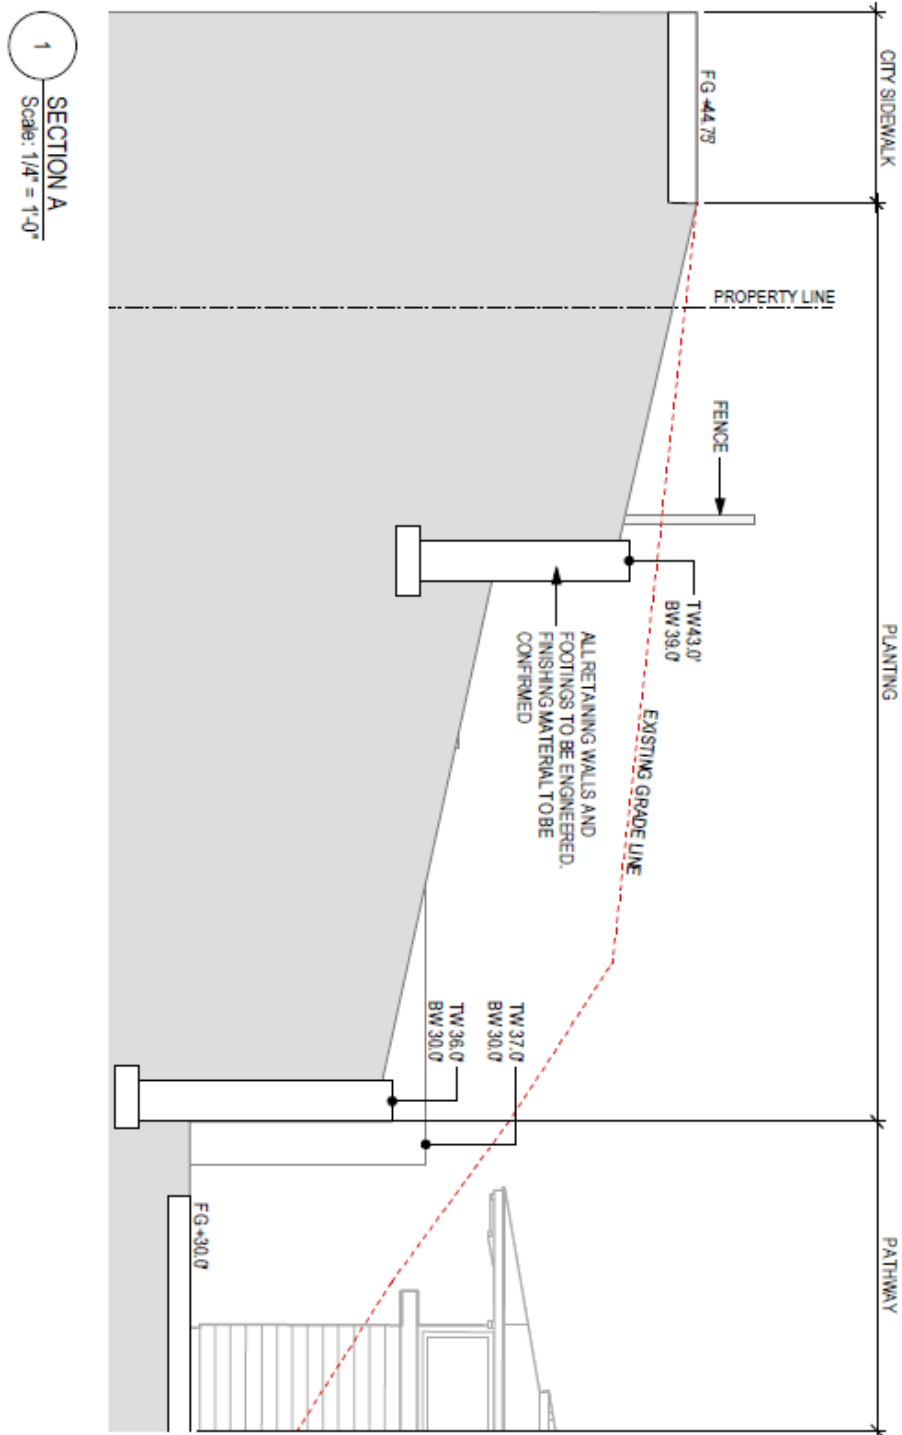 CITY SIDEWALK
PLANTING
PATHWAY
PROPERTY LINE
FG +44.75'
FENCE
TW 43.0'
BW 39.0'
EXISTING GRADE LINE
ALL RETAINING WALLS AND
FOOTINGS TO BE ENGINEERED.
FINISHING MATERIAL TO BE
CONFIRMED
TW 37.0'
BW 30.0'
TW 36.0'
BW 30.0'
FG +30.0'
1
SECTION A
Scale: 1/4" = 1'-0"